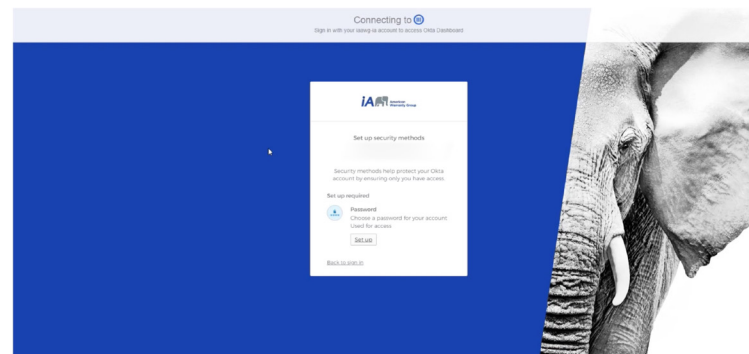 Connecting to
Sign in with your iaawg-ia account to access Okta Dashboard
iA American
Warranty Group
Set up security methods
Security methods help protect your Okta
account by ensuring only you have access.
Set up required
Password
Choose a password for your account
Used for access
Set up
Back to sign in